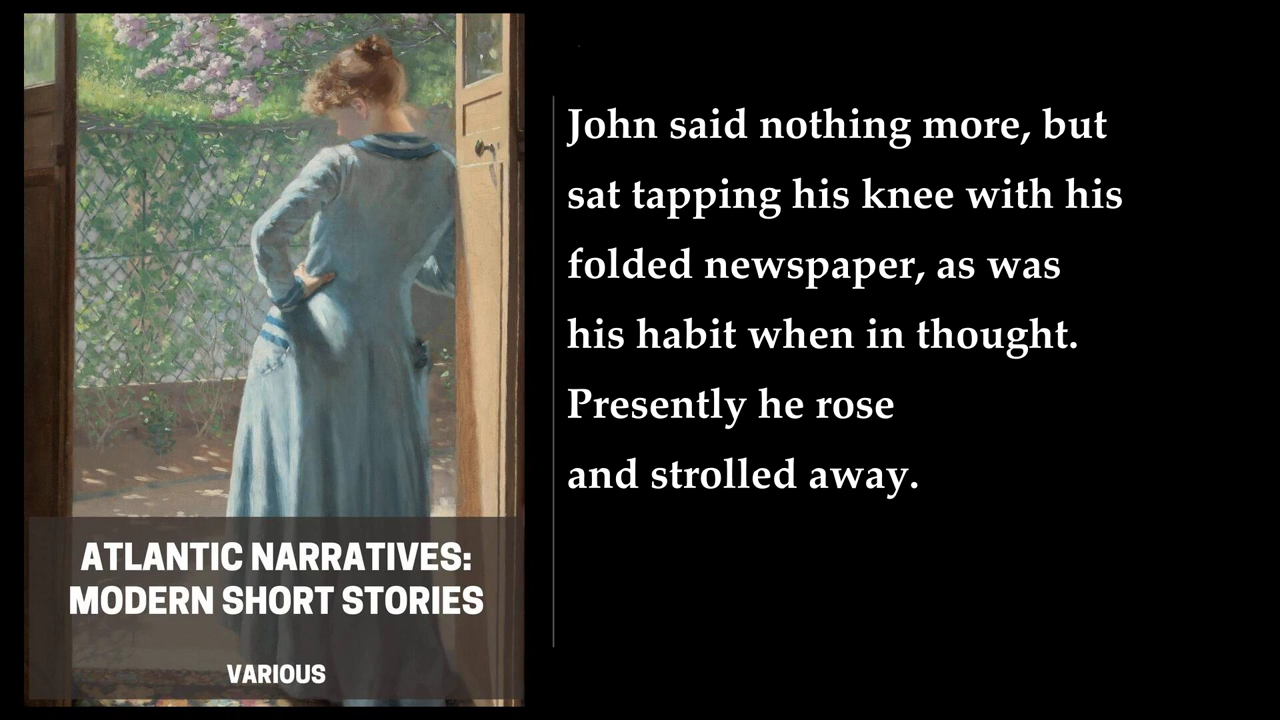 ATLANTIC NARRATIVES:
MODERN SHORT STORIES
VARIOUS
John said nothing more, but
sat tapping his knee with his
folded newspaper, as was
his habit when in thought.
Presently he rose
and strolled away.